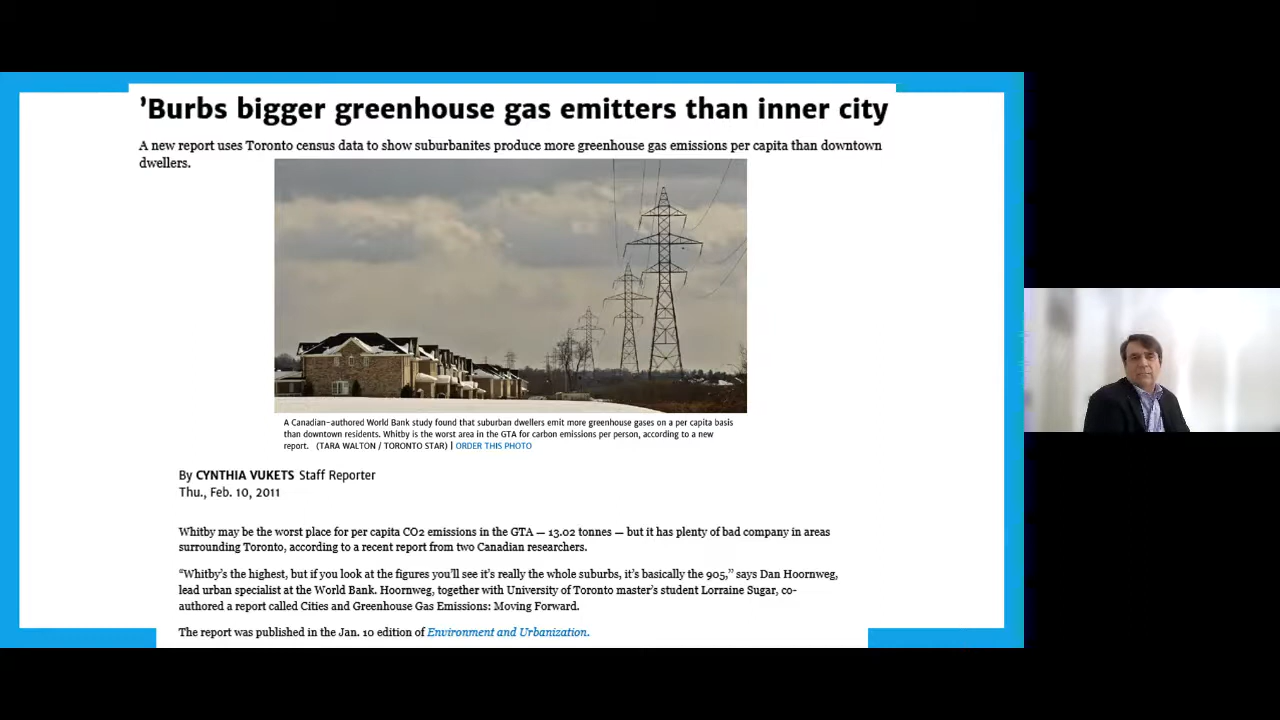 ’Burbs bigger greenhouse gas emitters than inner city
A new report uses Toronto census data to show suburbanites produce more greenhouse gas emissions per capita than downtown
dwellers.
A Canadian-authored World Bank study found that suburban dwellers emit more greenhouse gases on a per capita basis
than downtown residents. Whitby is the worst area in the GTA for carbon emissions per person, according to a new
report. (TARA WALTON / TORONTO STAR) | ORDER THIS PHOTO
By CYNTHIA VUKETS Staff Reporter
Thu., Feb. 10, 2011
Whitby may be the worst place for per capita CO2 emissions in the GTA — 13.02 tonnes — but it has plenty of bad company in areas
surrounding Toronto, according to a recent report from two Canadian researchers.
“Whitby’s the highest, but if you look at the figures you’ll see it’s really the whole suburbs, it’s basically the 905,” says Dan Hoornweg,
lead urban specialist at the World Bank. Hoornweg, together with University of Toronto master’s student Lorraine Sugar, co-
authored a report called Cities and Greenhouse Gas Emissions: Moving Forward.
The report was published in the Jan. 10 edition of Environment and Urbanization.